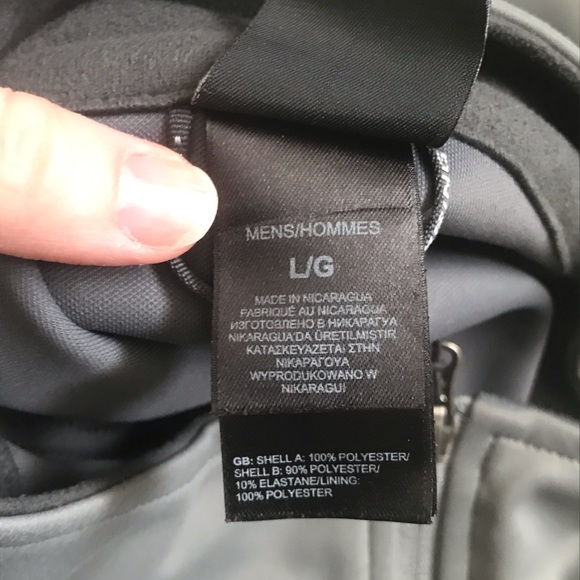 MENS/HOMMES
L/G
MADE IN NICARAGUA
FABRIQUÉ AU NICARAGUA
ИЗГОТОВЛЕНО В НИКАРАГУА
NIKARAGUA'DA ÜRETILMIŞTIR
ΚΑΤΑΣΚΕΥΑΖΕΤΑΙ ΣΤΗΝ
ΝΙΚΑΡΑΓΟΥΑ
WYPRODUKOWANO W
NIKARAGUI
GB: SHELL A: 100% POLYESTER/
SHELL B: 90% POLYESTER/
10% ELASTANE/LINING:
100% POLYESTER